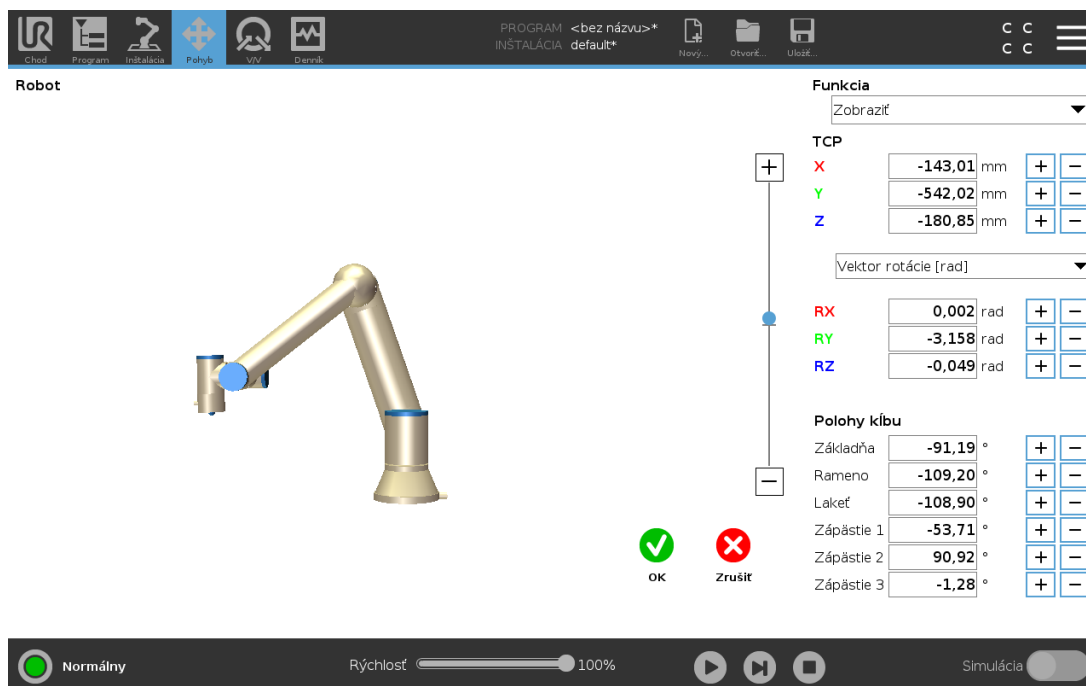 UR
Chod
Program
Inštalácia
Pohyb
V/V
Denník
PROGRAM <bez názvu>*
INŠTALÁCIA default*
Nový...
Otvoriť...
Uložiť...
C C
C C
Robot
Funkcia
Zobraziť
TCP
X -143,01 mm + −
Y -542,02 mm + −
Z -180,85 mm + −
Vektor rotácie [rad]
RX 0,002 rad + −
RY -3,158 rad + −
RZ -0,049 rad + −
Polohy kĺbu
Základňa -91,19 ° + −
Rameno -109,20 ° + −
Lakeť -108,90 ° + −
Zápästie 1 -53,71 ° + −
Zápästie 2 90,92 ° + −
Zápästie 3 -1,28 ° + −
+
−
OK
Zrušiť
Normálny
Rýchlosť 100%
Simulácia